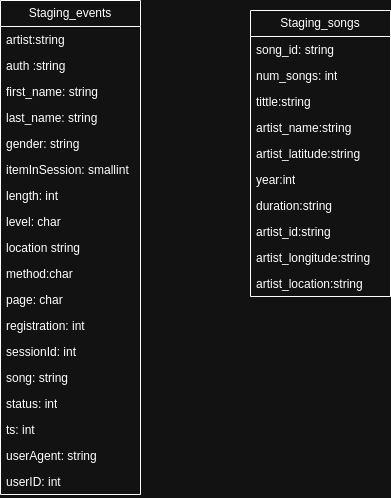 Staging_events
artist:string
auth :string
first_name: string
last_name: string
gender: string
itemInSession: smallint
length: int
level: char
location string
method:char
page: char
registration: int
sessionId: int
song: string
status: int
ts: int
userAgent: string
userID: int
Staging_songs
song_id: string
num_songs: int
tittle:string
artist_name:string
artist_latitude:string
year:int
duration:string
artist_id:string
artist_longitude:string
artist_location:string